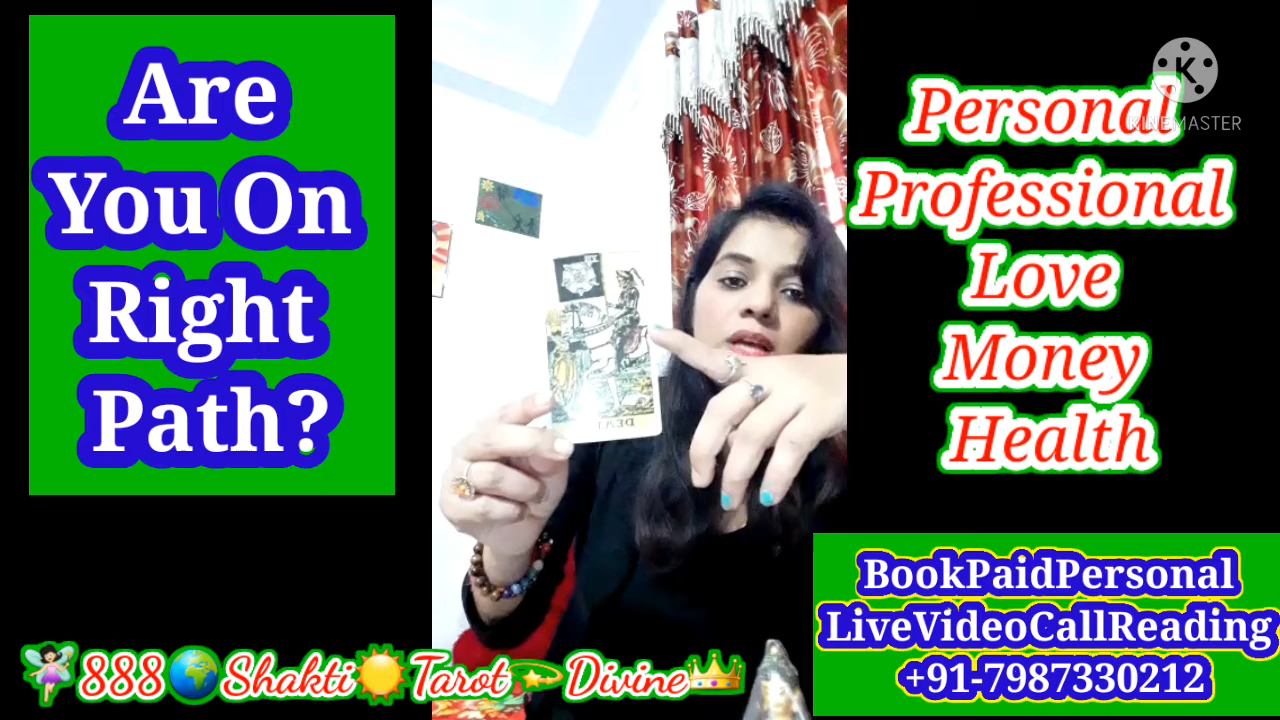 Are
You On
Right
Path?
Personal
Professional
Love
Money
Health
K
KINEMASTER
BookPaidPersonal
LiveVideoCallReading
+91-7987330212
🧚🏻‍♀️888🌍Shakti☀️Tarot💫Divine👑